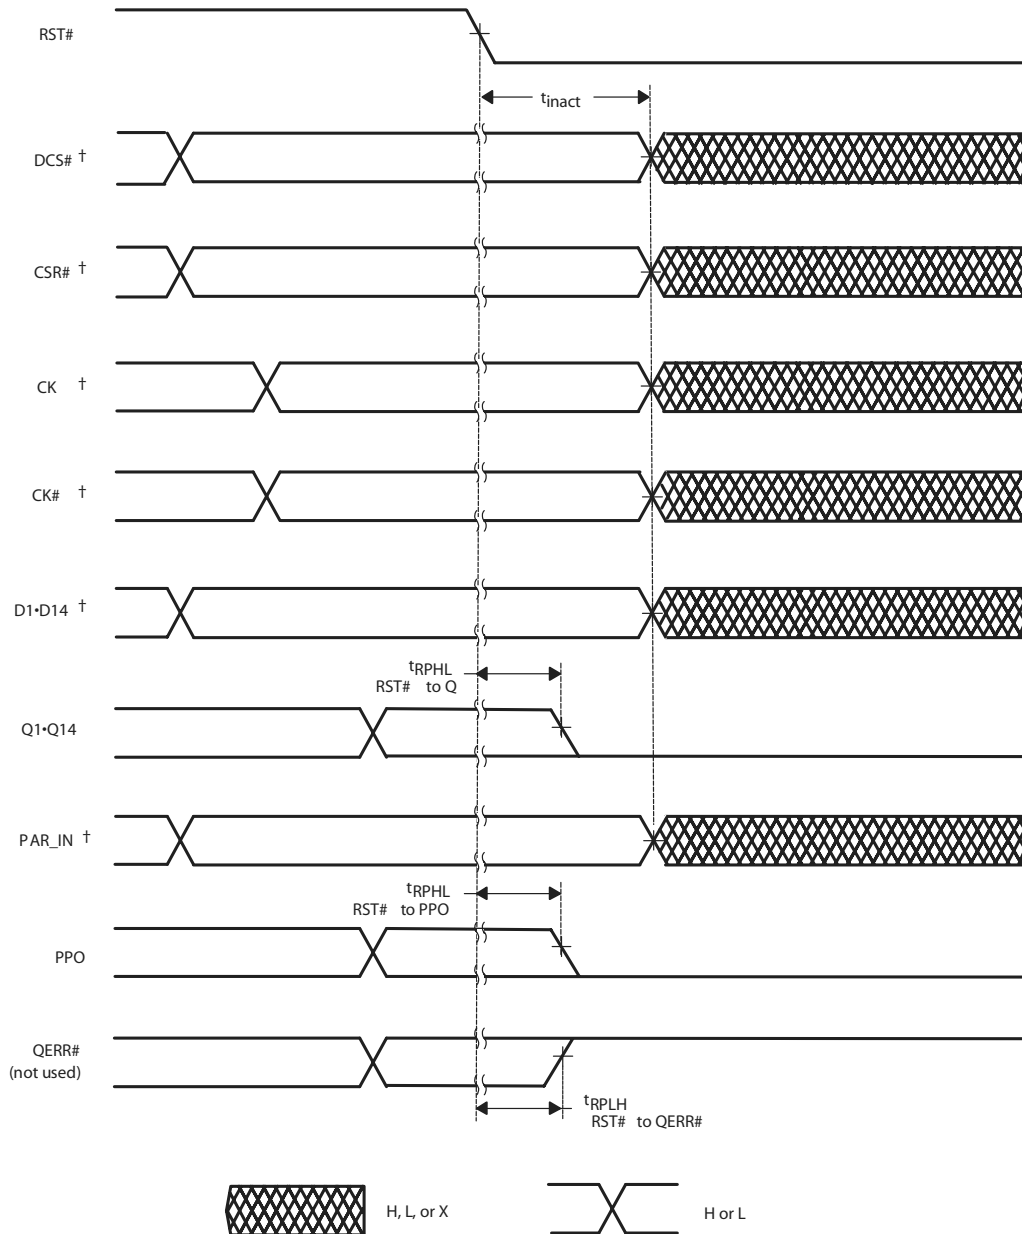 RST#
tinact
DCS# †
CSR# †
CK †
CK# †
D1•D14 †
tRPHL
RST# to Q
Q1•Q14
PAR_IN †
tRPHL
RST# to PPO
PPO
QERR#
(not used)
tRPLH
RST# to QERR#
H, L, or X
H or L